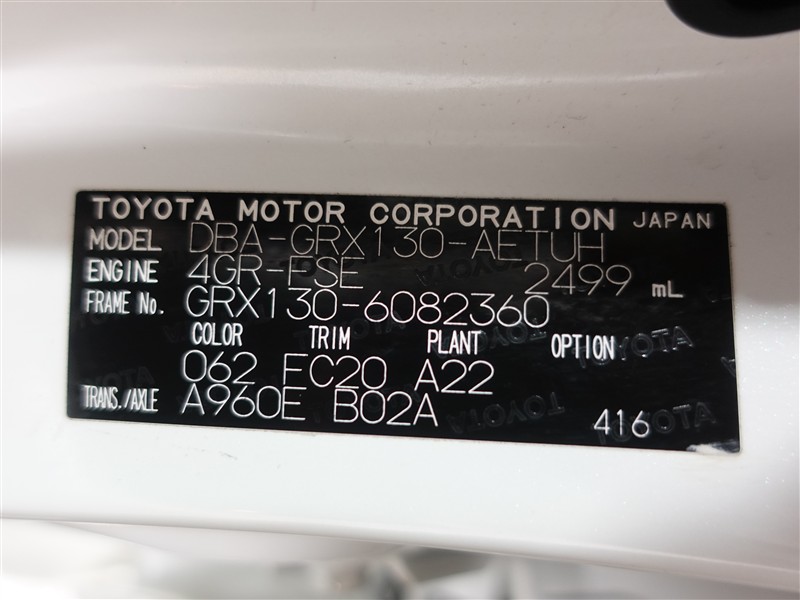 TOYOTA MOTOR CORPORATION JAPAN
MODEL DBA-GRX130-AETUH
ENGINE 4GR-FSE 2499 mL
FRAME No. GRX130-6082360
COLOR TRIM PLANT OPTION
062 FC20 A22
TRANS./AXLE A960E B02A 416